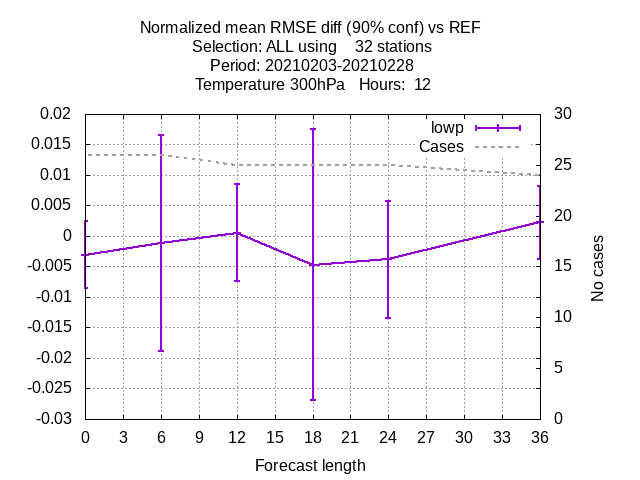 Normalized mean RMSE diff (90% conf) vs REF
Selection: ALL using    32 stations
Period: 20210203-20210228
Temperature 300hPa   Hours:  12
0.02
0.015
0.01
0.005
0
-0.005
-0.01
-0.015
-0.02
-0.025
-0.03
lowp
Cases
30
25
20
15
10
5
0
No cases
0 3 6 9 12 15 18 21 24 27 30 33 36
Forecast length